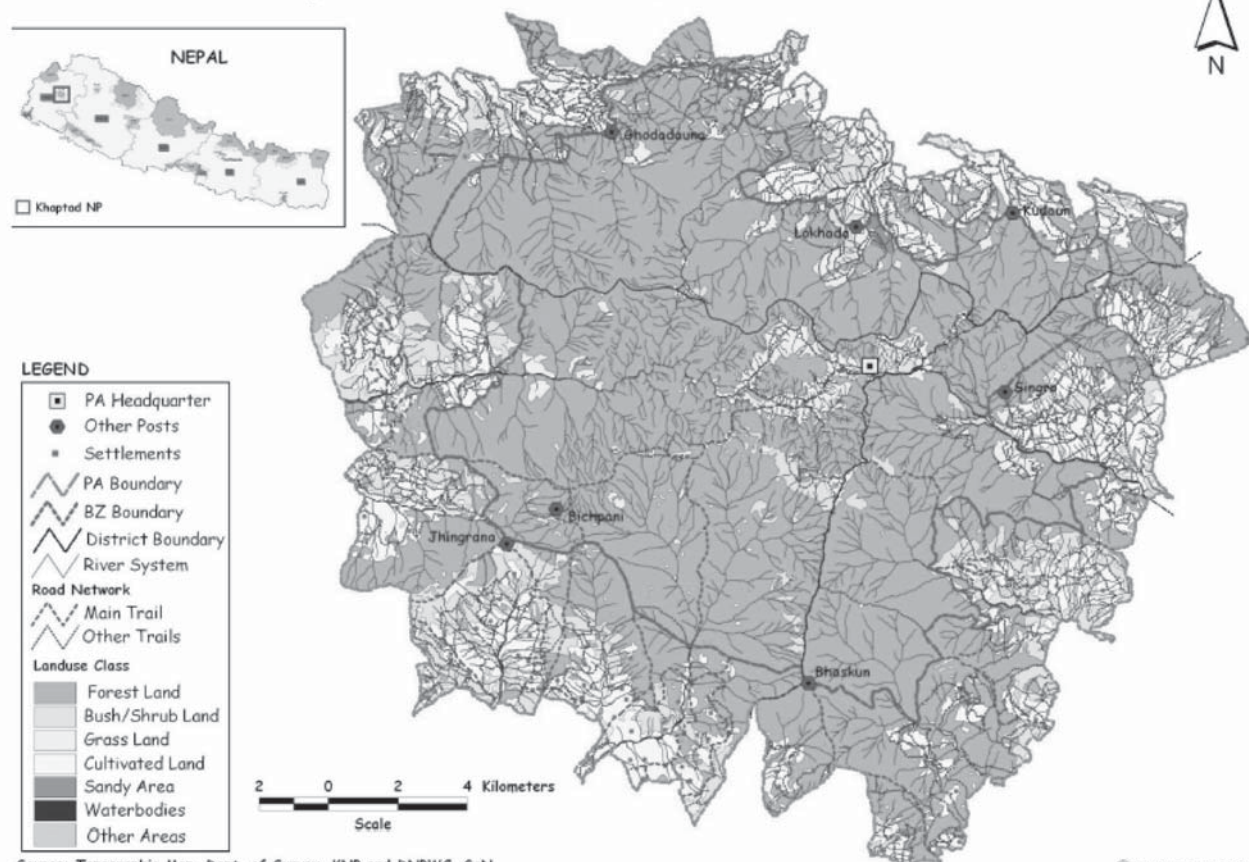 NEPAL
Khaptad NP
N
Ghodadauna
Lokhada
Kudaun
Singra
Bichpani
Jhingrana
Bhaskun
LEGEND
PA Headquarter
Other Posts
Settlements
PA Boundary
BZ Boundary
District Boundary
River System
Road Network
Main Trail
Other Trails
Landuse Class
Forest Land
Bush/Shrub Land
Grass Land
Cultivated Land
Sandy Area
Waterbodies
Other Areas
2 0 2 4 Kilometers
Scale